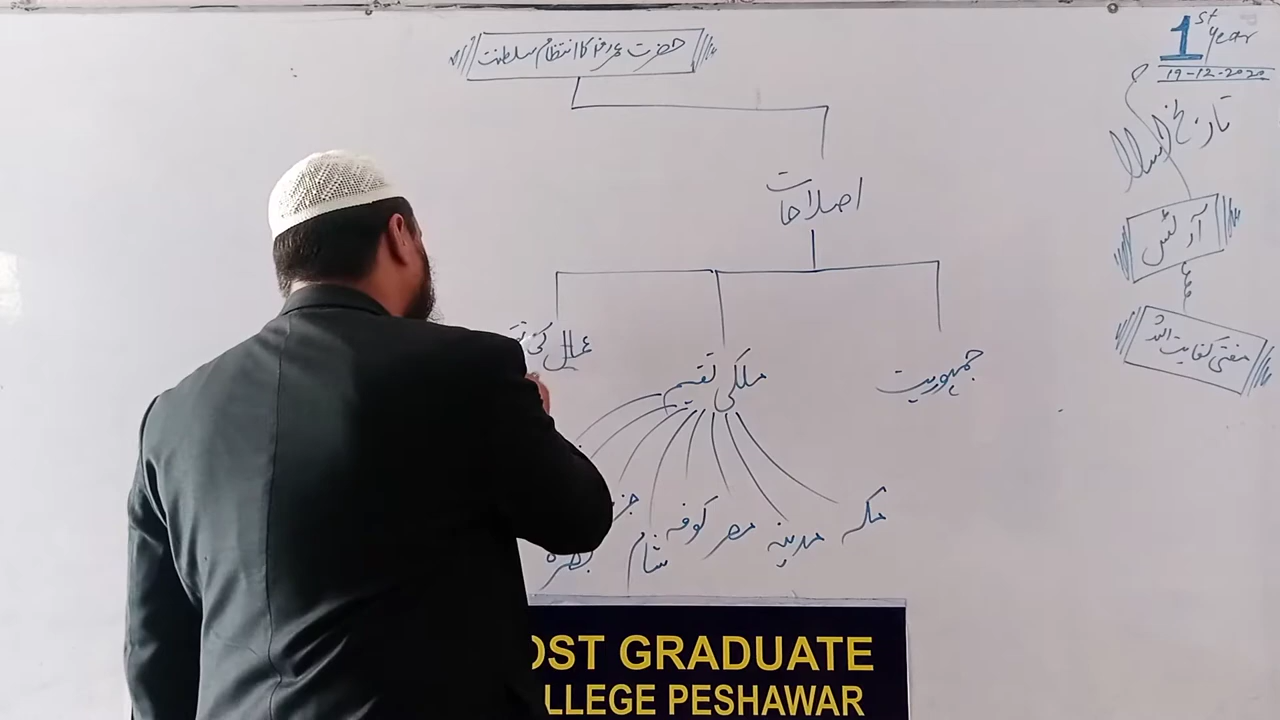 حضرت عمررضہ کا انتظام سلطنت
اصلاحات
جمہوریت
ملکی تقسیم
عمال کی
مکہ
مدینہ
مصر
کوفہ
شام
بصرہ
1st year
19-12-2020
تاریخ اسلام
آرٹس
مفتی کفایت اللہ
OST GRADUATE
LLEGE PESHAWAR